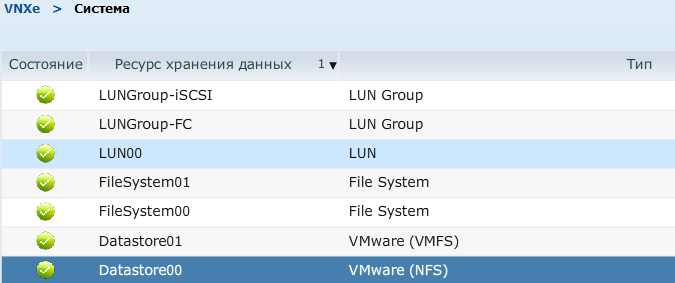 VNXe > Система
Состояние Ресурс хранения данных 1 ▼ Тип
LUNGroup-iSCSI LUN Group
LUNGroup-FC LUN Group
LUN00 LUN
FileSystem01 File System
FileSystem00 File System
Datastore01 VMware (VMFS)
Datastore00 VMware (NFS)